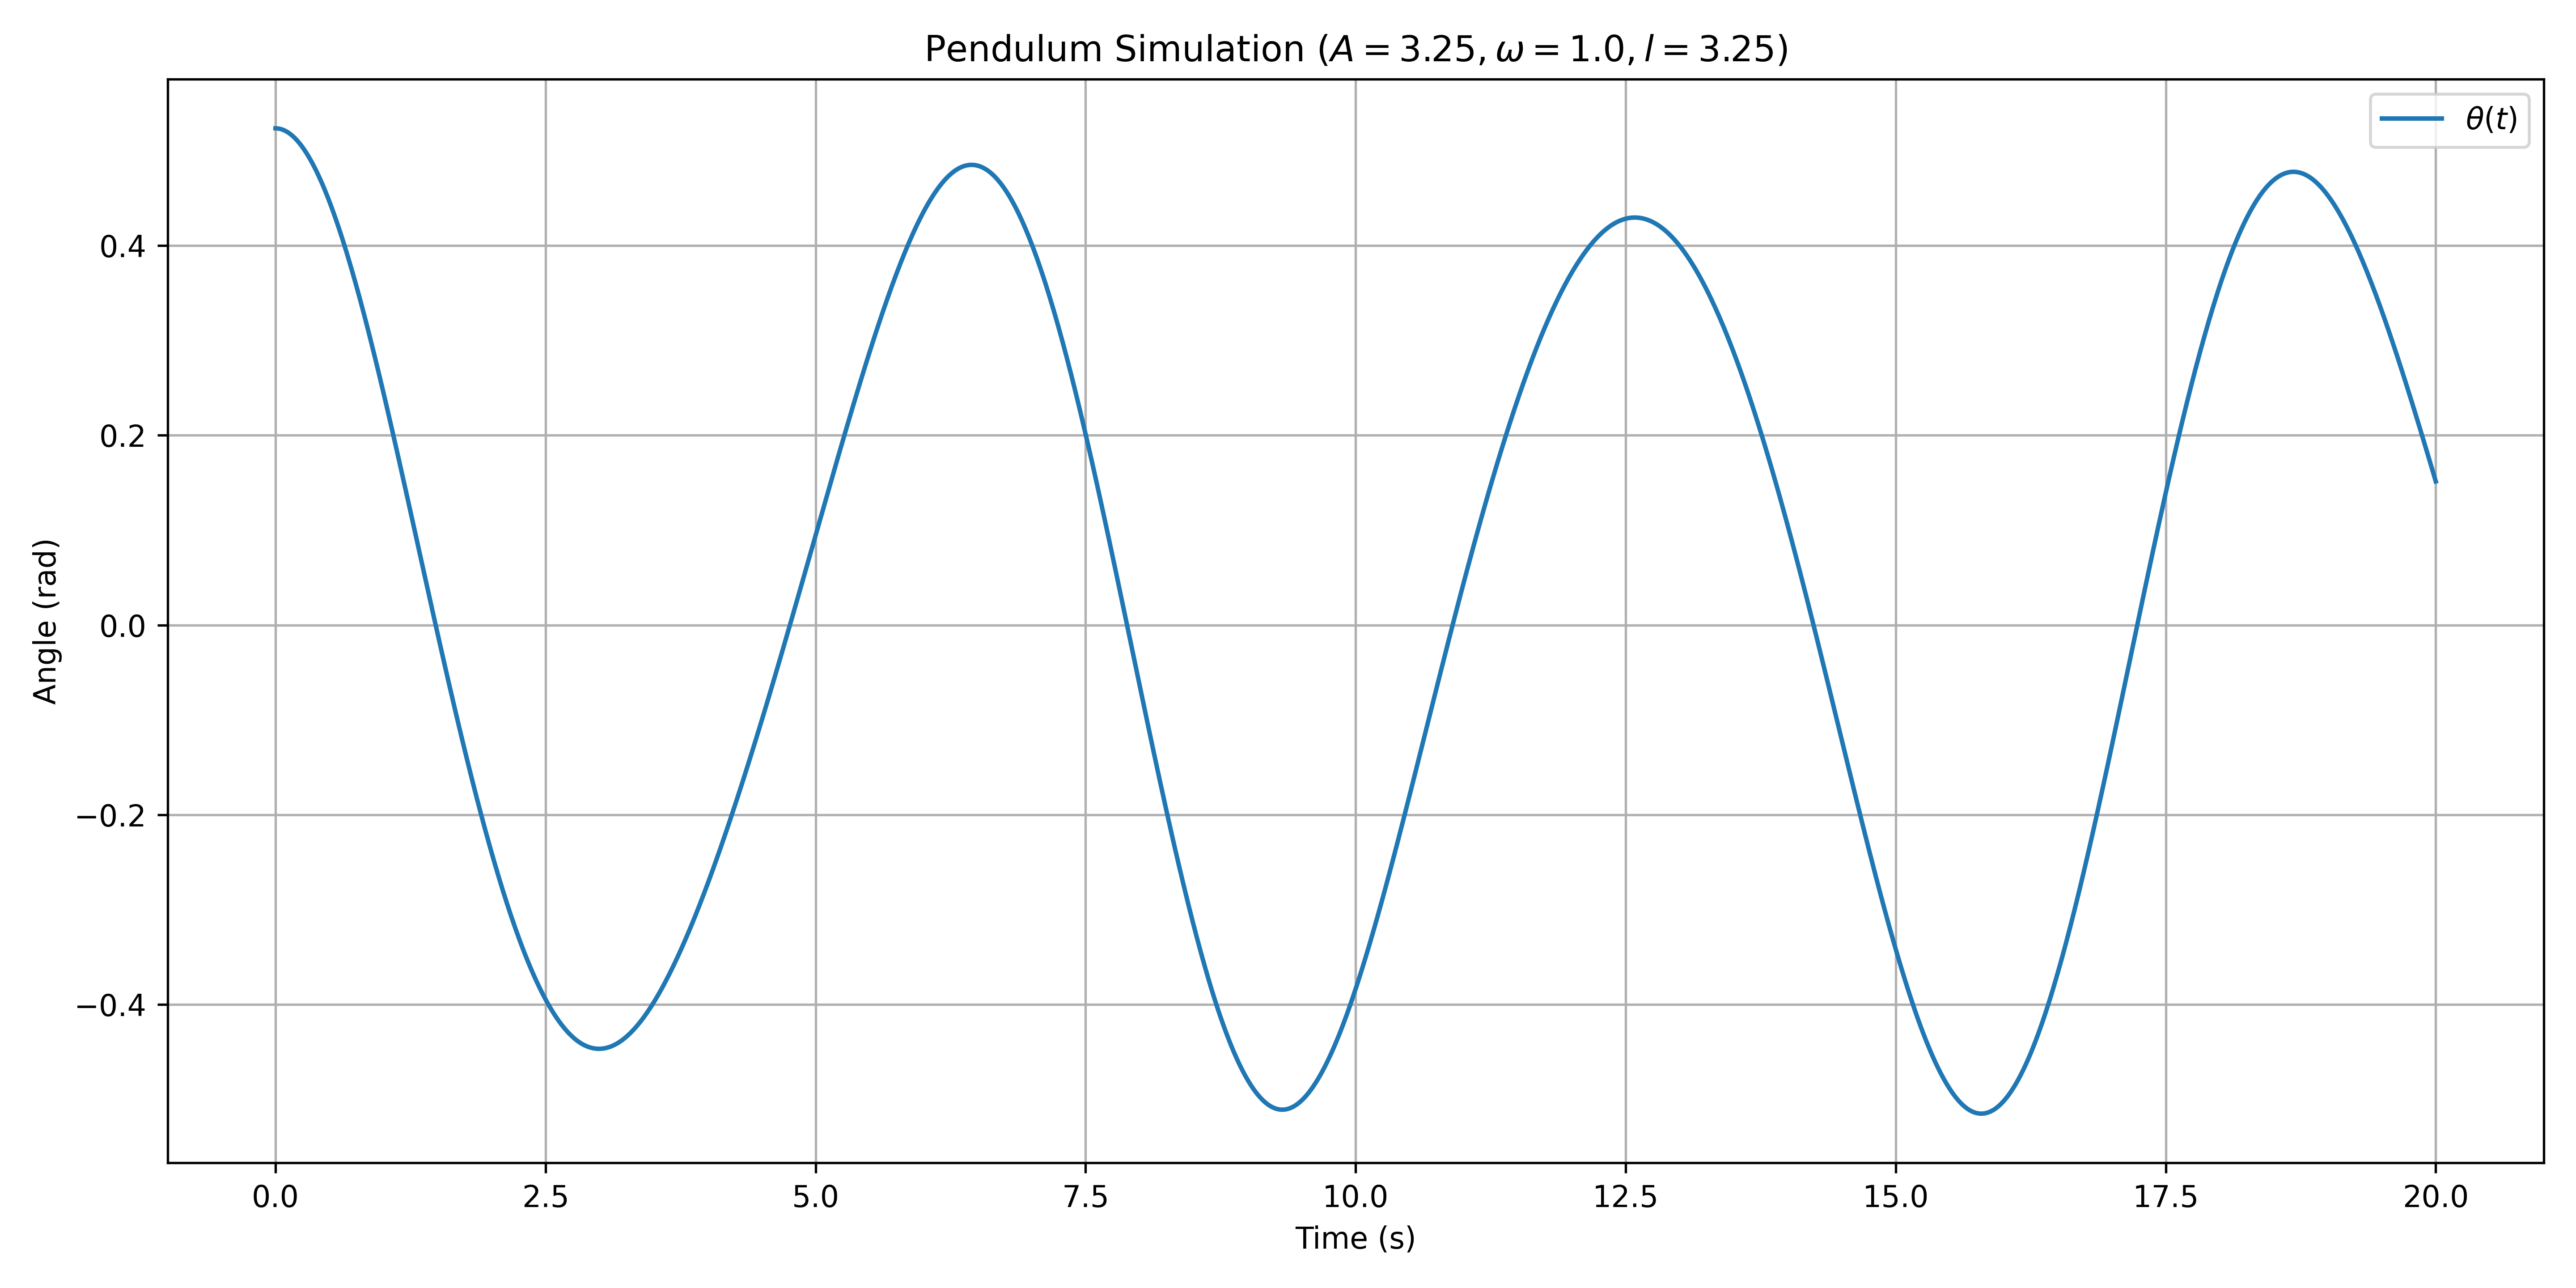 Pendulum Simulation (A = 3.25, ω = 1.0, l = 3.25)
θ(t)
Angle (rad)
0.4
0.2
0.0
−0.2
−0.4
0.0 2.5 5.0 7.5 10.0 12.5 15.0 17.5 20.0
Time (s)